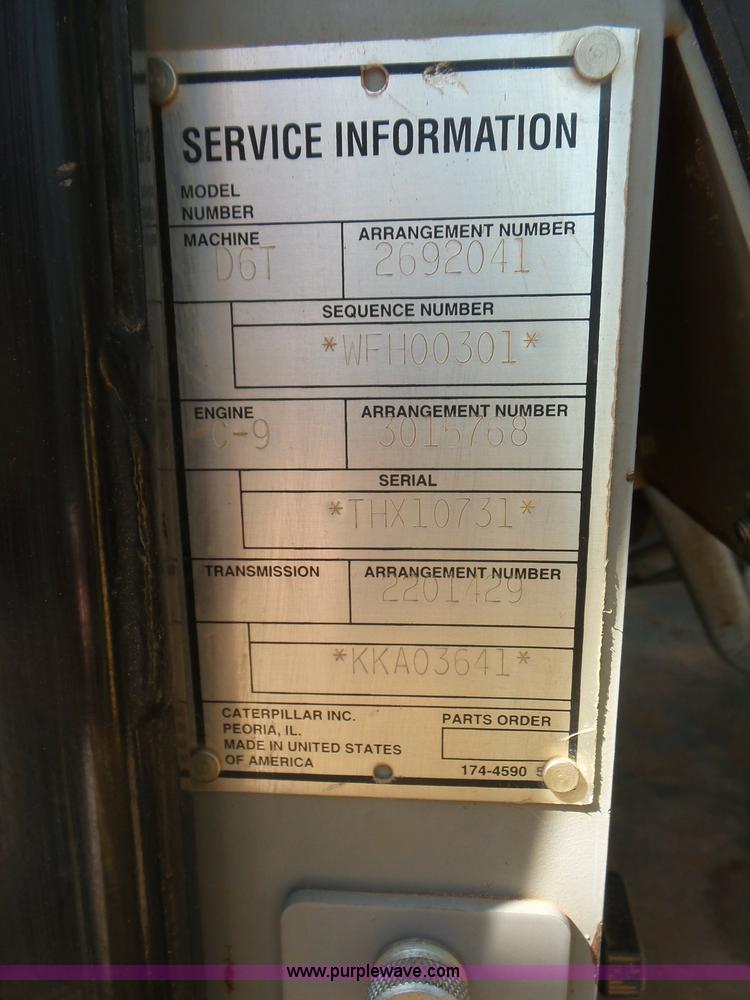 SERVICE INFORMATION
MODEL
NUMBER
MACHINE
D6T
ARRANGEMENT NUMBER
2692041
SEQUENCE NUMBER
*WFH00301*
ENGINE
C-9
ARRANGEMENT NUMBER
3015768
SERIAL
*THX10731*
TRANSMISSION
ARRANGEMENT NUMBER
2201429
*KKA03641*
CATERPILLAR INC.
PEORIA, IL.
MADE IN UNITED STATES
OF AMERICA
PARTS ORDER
174-4590 5
www.purplewave.com